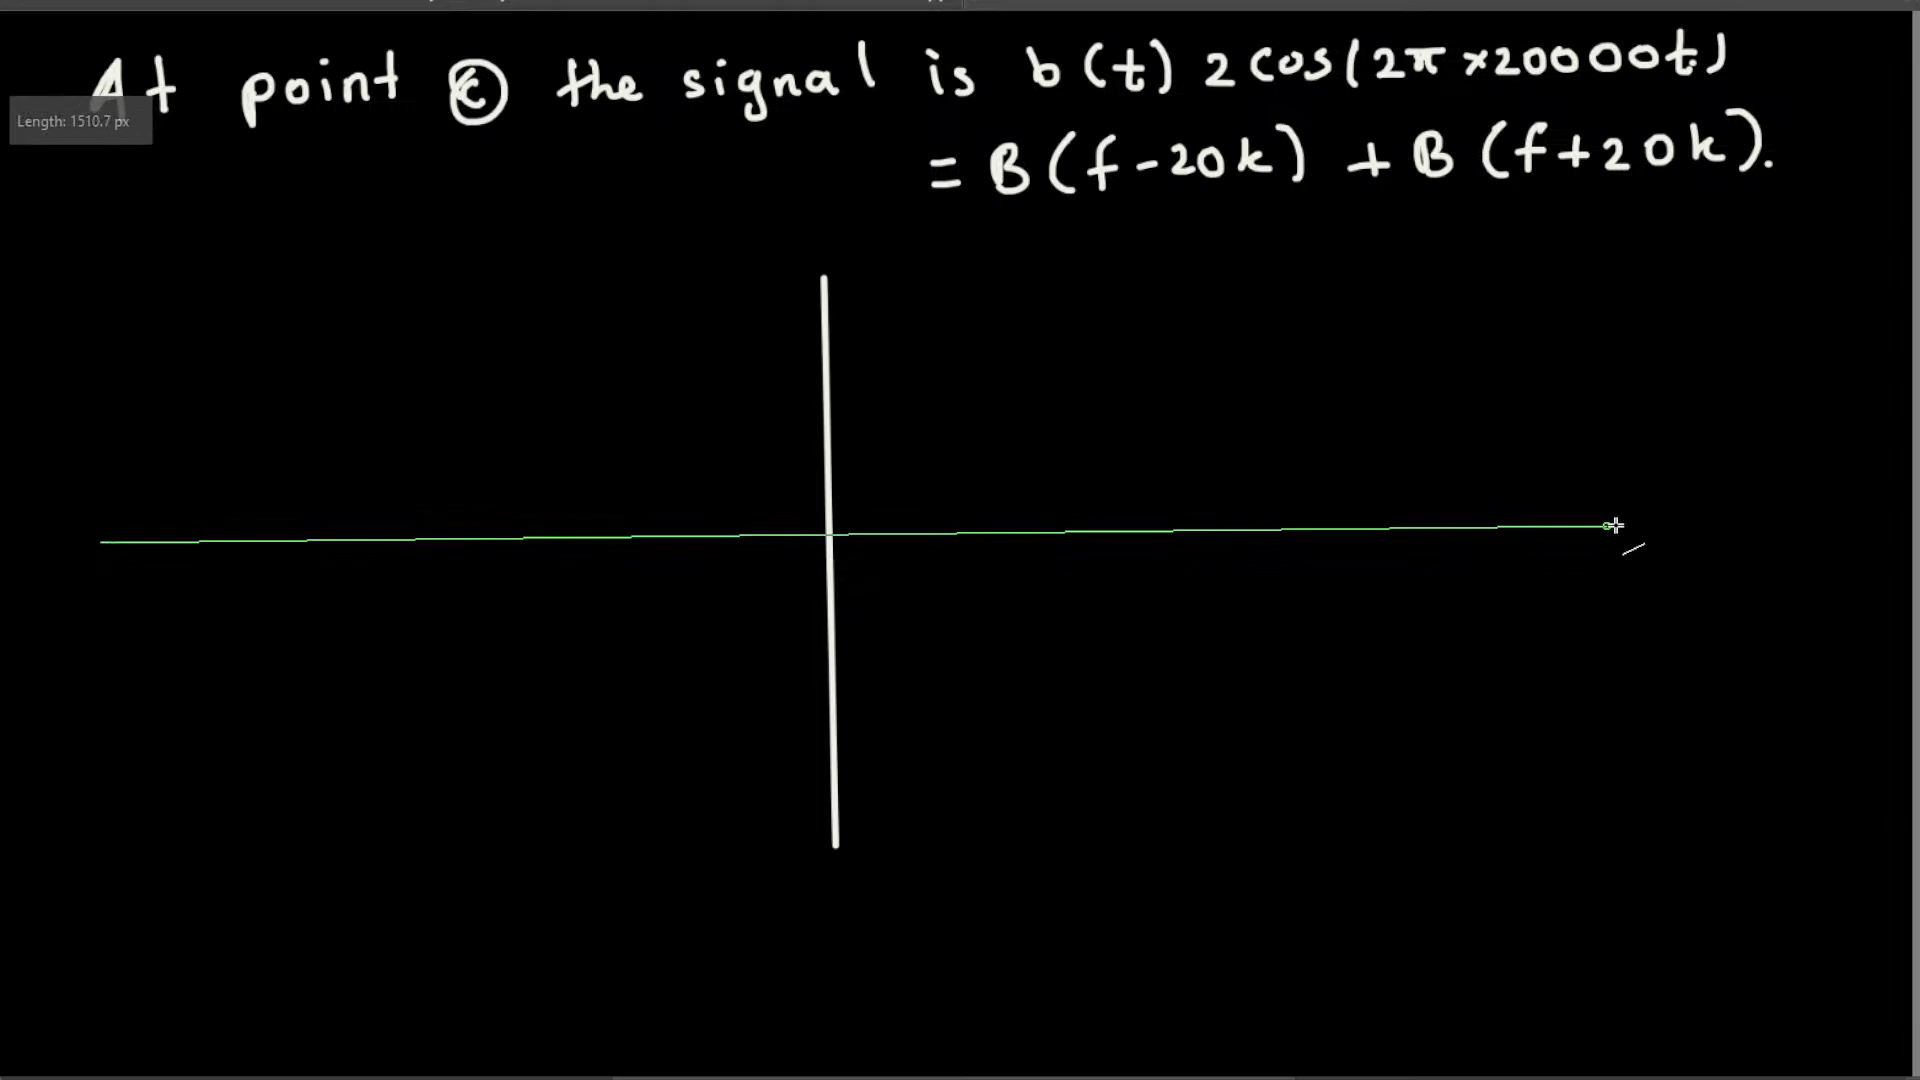 At point ⓒ the signal is b(t) 2cos(2π×20000t)
Length: 1510.7 px
= B(f-20k) + B(f+20k).